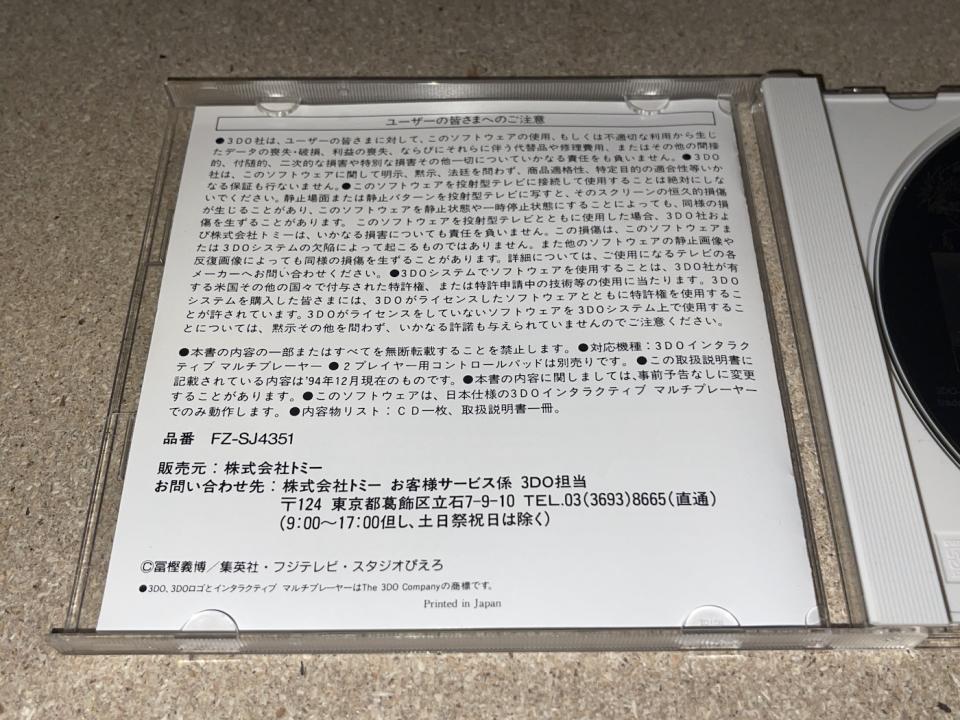 ユーザーの皆さまへのご注意
●3DO社は、ユーザーの皆さまに対して、このソフトウェアの使用、もしくは不適切な利用から生じ
たデータの喪失・破損、利益の喪失、ならびにそれらに伴う代替品や修理費用、またはその他の間接
的、付随的、二次的な損害や特別な損害その他一切についていかなる責任をも負いません。●3DO
社は、このソフトウェアに関して明示、黙示、法廷を問わず、商品適格性、特定目的の適合性等いか
なる保証も行ないません。●このソフトウェアを投射型テレビに接続して使用することは絶対にしな
いでください。静止場面または静止パターンを投射型テレビに写すと、そのスクリーンの恒久的損傷
が生じることがあり、このソフトウェアを静止状態や一時停止状態にすることによっても、同様の損
傷を生ずることがあります。このソフトウェアを投射型テレビとともに使用した場合、3DO社およ
び株式会社トミーは、いかなる損害についても責任を負いません。この損傷は、このソフトウェアま
たは3DOシステムの欠陥によって起こるものではありません。また他のソフトウェアの静止画像や
反復画像によっても同様の損傷を生ずることがあります。詳細については、ご使用になるテレビの各
メーカーへお問い合わせください。●3DOシステムでソフトウェアを使用することは、3DO社が有
する米国その他の国々で付与された特許権、または特許申請中の技術等の使用に当たります。3DO
システムを購入した皆さまには、3DOがライセンスしたソフトウェアとともに特許権を使用するこ
とが許されています。3DOがライセンスをしていないソフトウェアを3DOシステム上で使用するこ
とについては、黙示その他を問わず、いかなる許諾も与えられていませんのでご注意ください。
●本書の内容の一部またはすべてを無断転載することを禁止します。●対応機種：3DOインタラク
ティブ マルチプレーヤー ●2プレイヤー用コントロールパッドは別売りです。●この取扱説明書に
記載されている内容は'94年12月現在のものです。●本書の内容に関しましては、事前予告なしに変更
することがあります。●このソフトウェアは、日本仕様の3DOインタラクティブ マルチプレーヤー
でのみ動作します。●内容物リスト：CD一枚、取扱説明書一冊。
品番 FZ-SJ4351
販売元：株式会社トミー
お問い合わせ先：株式会社トミー お客様サービス係 3DO担当
〒124 東京都葛飾区立石7-9-10 TEL.03(3693)8665(直通)
(9:00〜17:00但し、土日祭祝日は除く)
©冨樫義博／集英社・フジテレビ・スタジオぴえろ
●3DO、3DOロゴとインタラクティブ マルチプレーヤーはThe 3DO Companyの商標です。
Printed in Japan